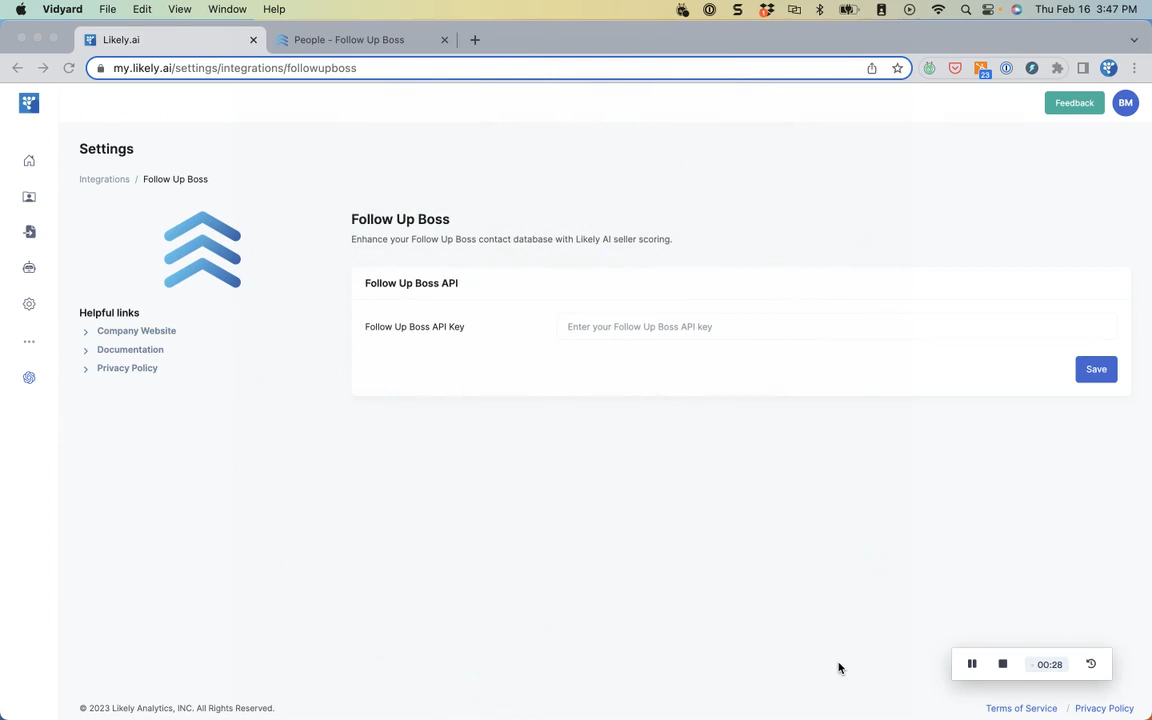 Vidyard File Edit View Window Help Thu Feb 16 3:47 PM
Likely.ai People - Follow Up Boss
my.likely.ai/settings/integrations/followupboss
23
Feedback BM
Settings
Integrations / Follow Up Boss
Follow Up Boss
Enhance your Follow Up Boss contact database with Likely AI seller scoring.
Follow Up Boss API
Follow Up Boss API Key Enter your Follow Up Boss API key
Save
Helpful links
Company Website
Documentation
Privacy Policy
00:28
© 2023 Likely Analytics, INC. All Rights Reserved. Terms of Service / Privacy Policy